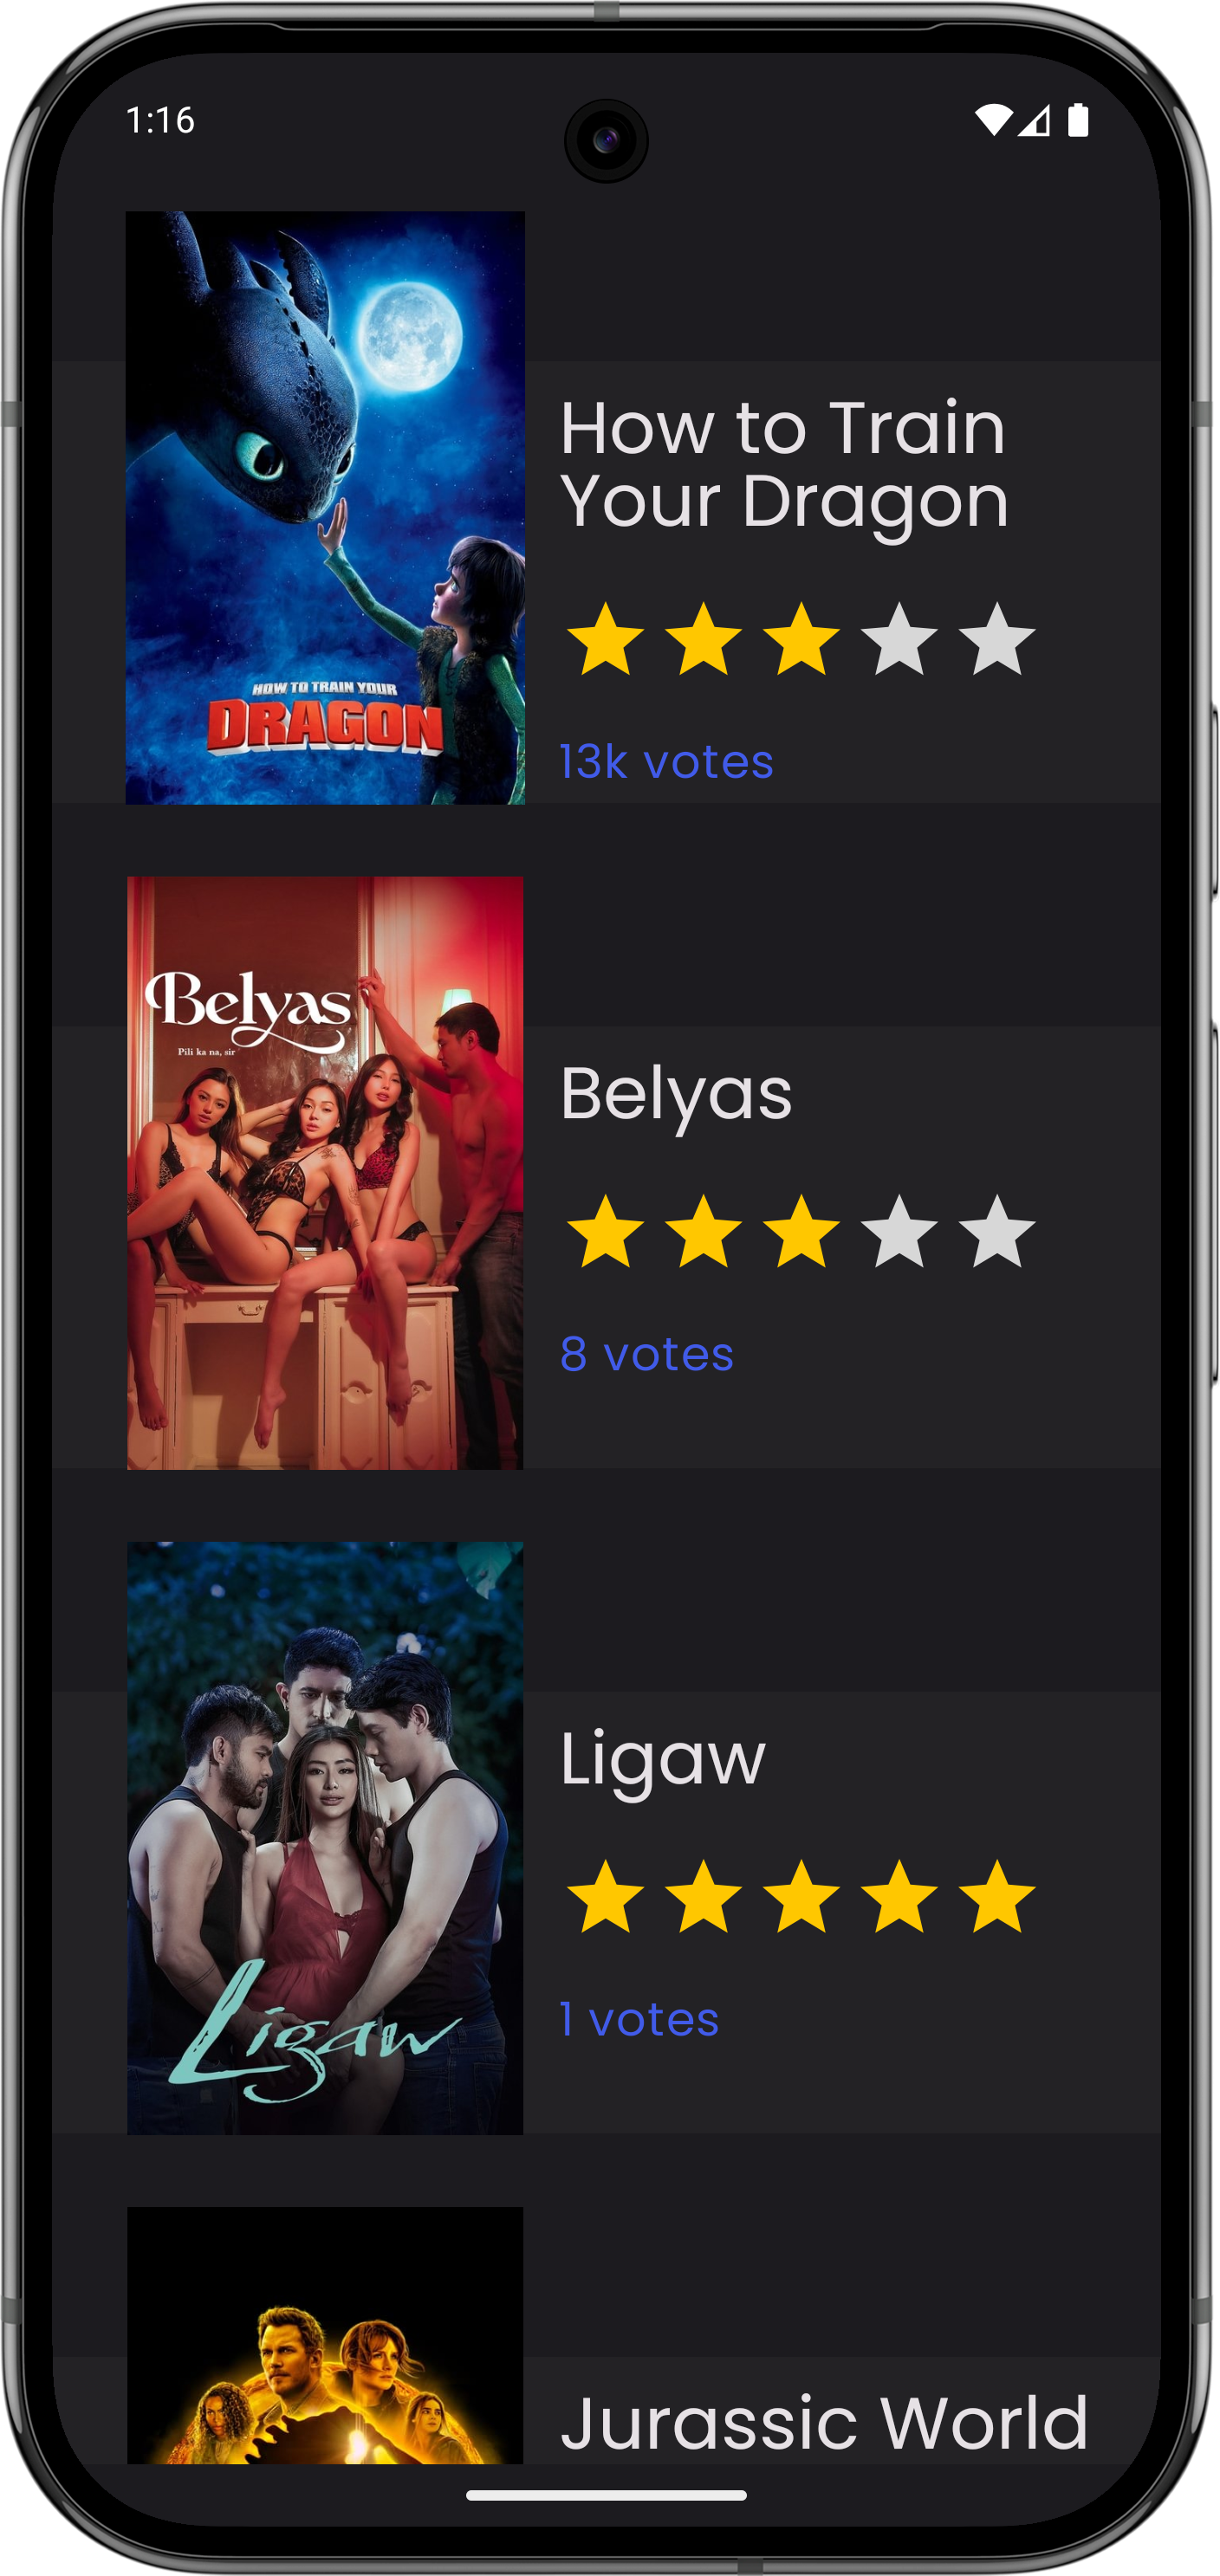 1:16
HOW TO TRAIN YOUR
DRAGON
How to Train
Your Dragon
13k votes
Belyas
Pili ka na, sir
Belyas
8 votes
Ligaw
Ligaw
1 votes
Jurassic World